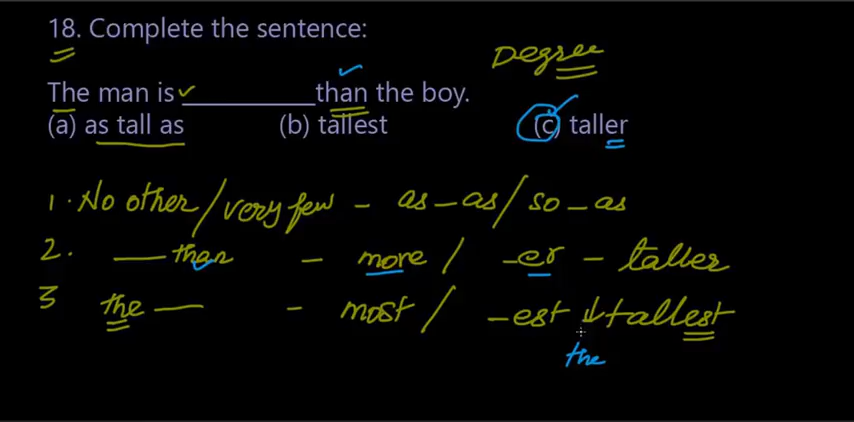 18. Complete the sentence:
Degree
The man is __________ than the boy.
(a) as tall as (b) tallest (c) taller
1. No other / very few - as - as / so - as
2. — than - more / -er - taller
3 the — - most / -est ↓ tallest
the